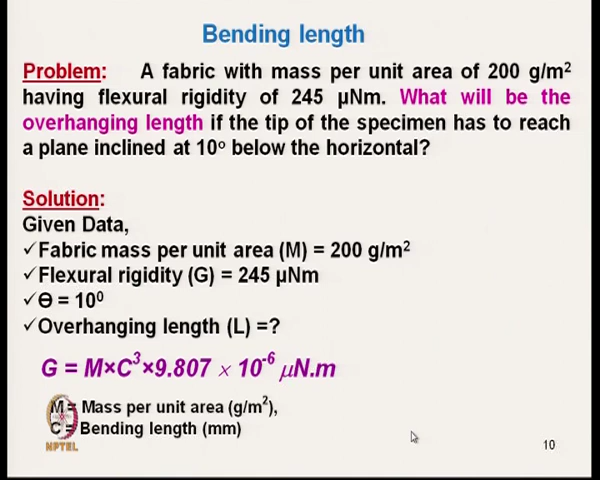 Bending length
Problem: A fabric with mass per unit area of 200 g/m²
having flexural rigidity of 245 µNm. What will be the
overhanging length if the tip of the specimen has to reach
a plane inclined at 10º below the horizontal?
Solution:
Given Data,
✓Fabric mass per unit area (M) = 200 g/m²
✓Flexural rigidity (G) = 245 µNm
✓Ɵ = 10⁰
✓Overhanging length (L) =?
G = M×C³×9.807 × 10⁻⁶ µN.m
M = Mass per unit area (g/m²),
C = Bending length (mm)
NPTEL
10